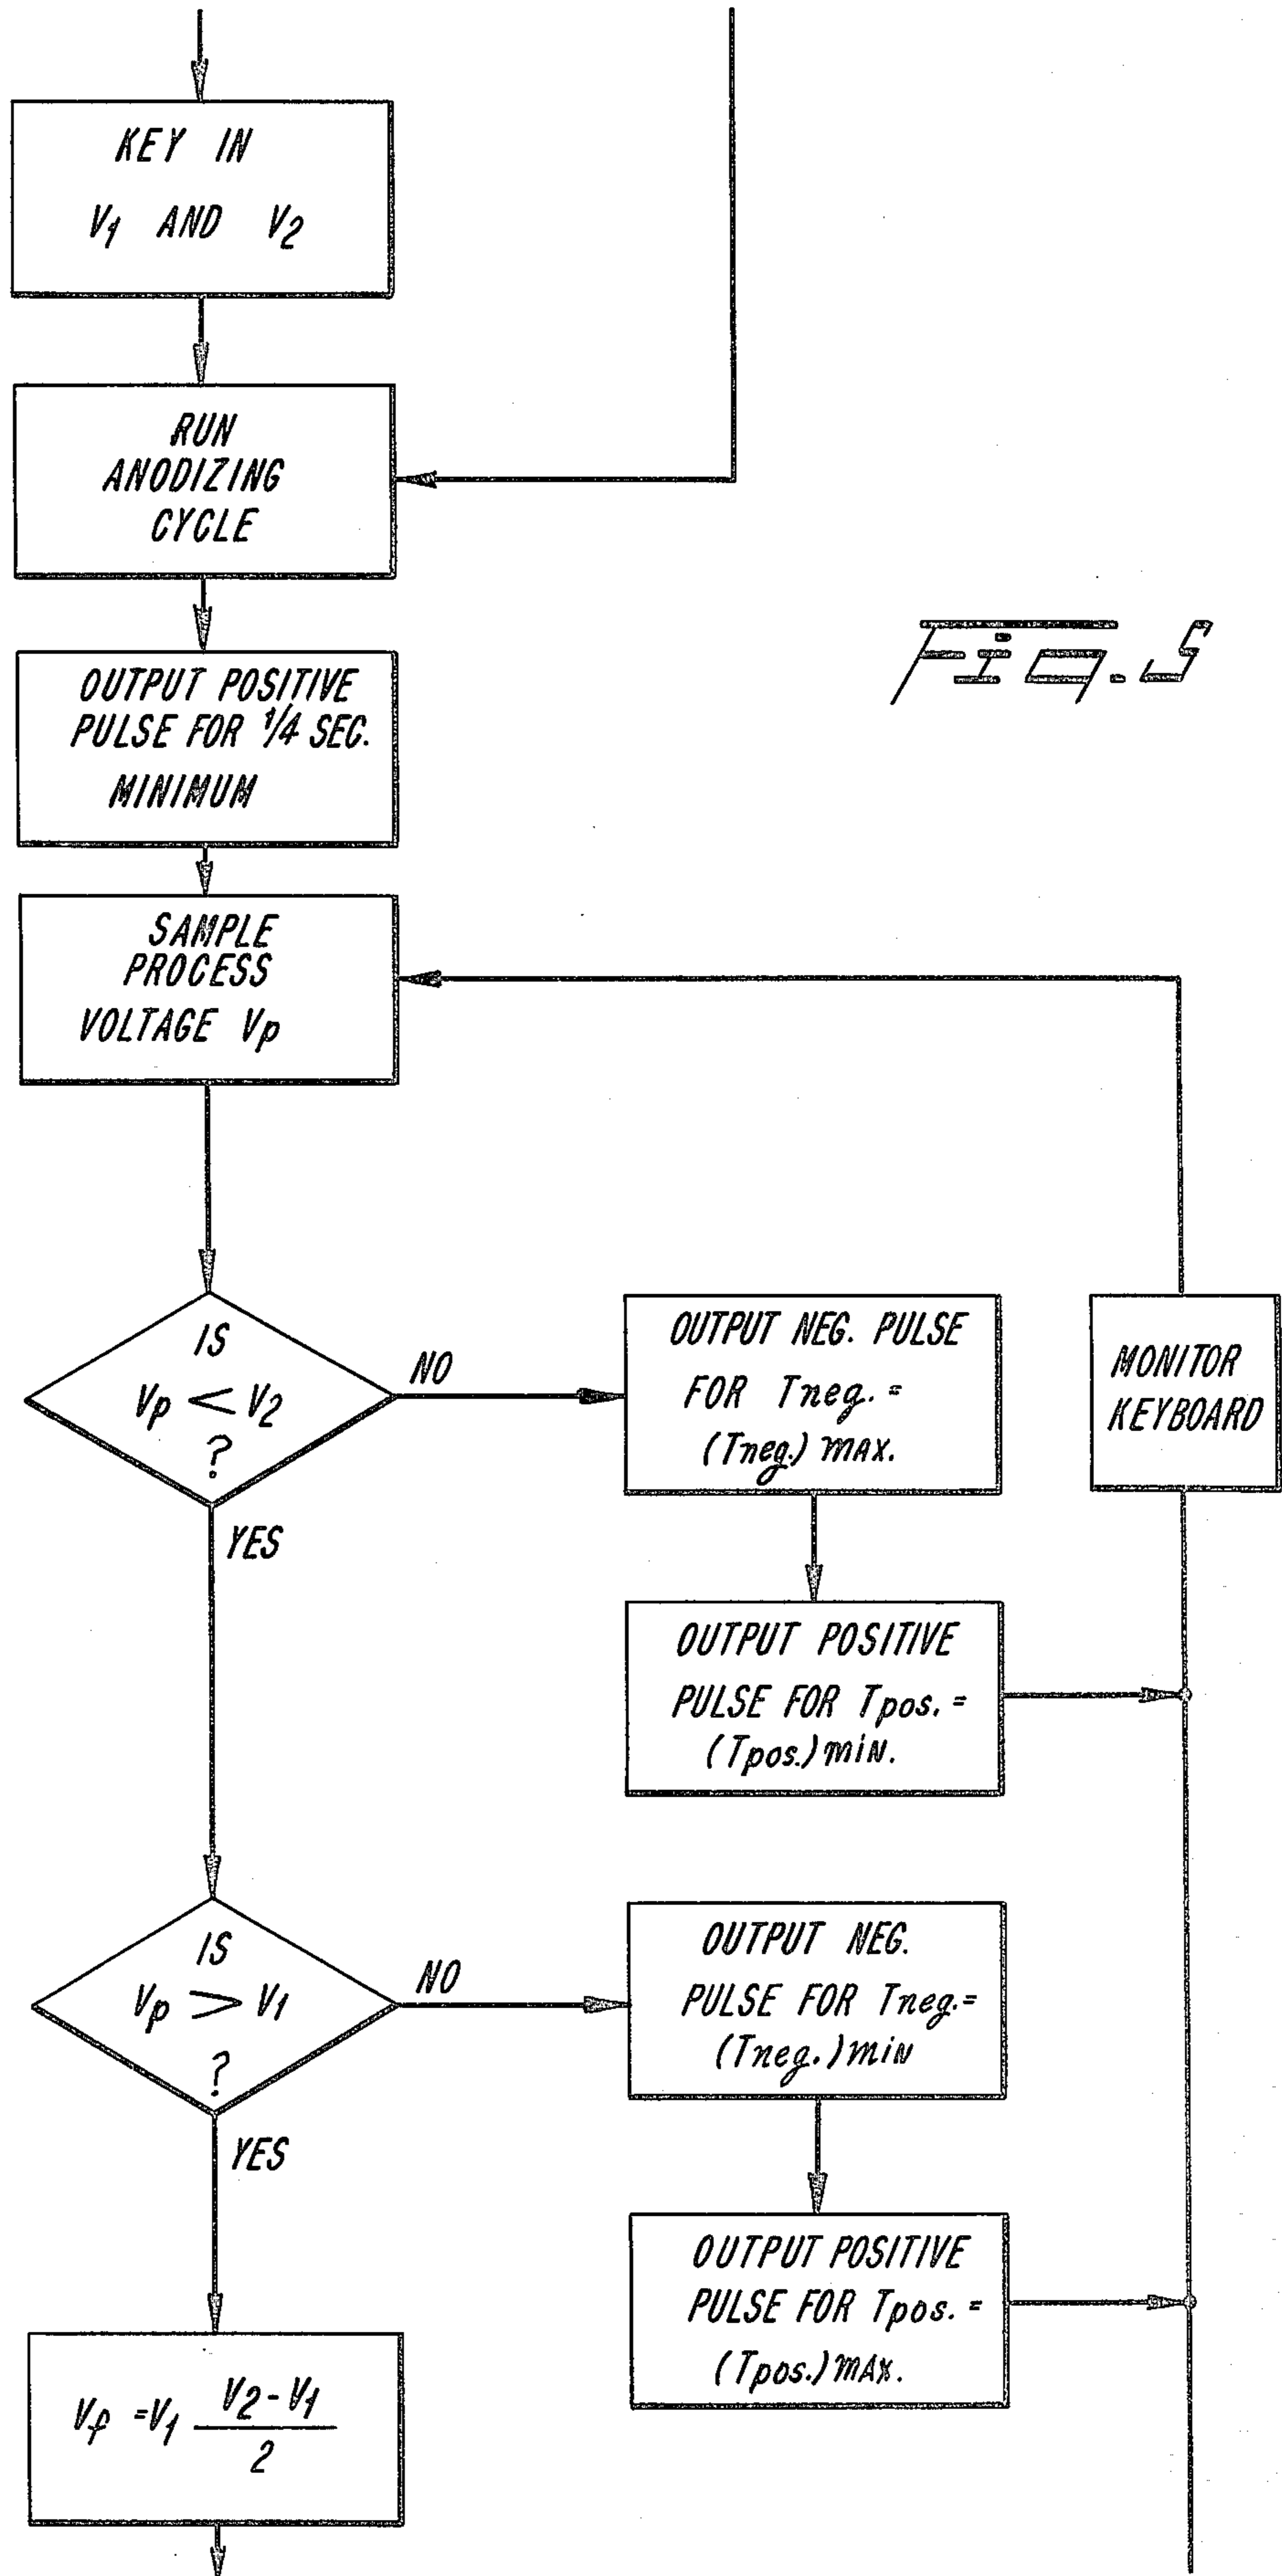 KEY IN
V1 AND V2
RUN
ANODIZING
CYCLE
Fig. 5
OUTPUT POSITIVE
PULSE FOR 1/4 SEC.
MINIMUM
SAMPLE
PROCESS
VOLTAGE Vp
IS
Vp < V2
?
NO
OUTPUT NEG. PULSE
FOR Tneg. =
(Tneg.) MAX.
MONITOR
KEYBOARD
YES
OUTPUT POSITIVE
PULSE FOR Tpos. =
(Tpos.) MIN.
IS
Vp > V1
?
NO
OUTPUT NEG.
PULSE FOR Tneg. =
(Tneg.) MIN
YES
OUTPUT POSITIVE
PULSE FOR Tpos. =
(Tpos.) MAX.
Vf = V1 V2 - V1
2